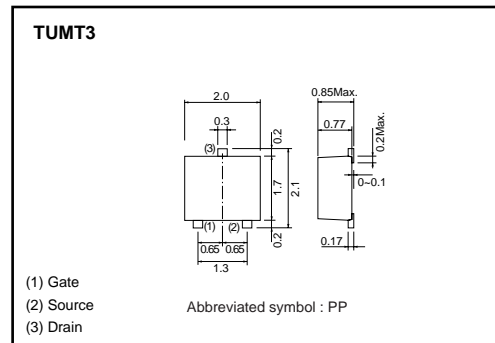 TUMT3
0.85Max.
2.0
0.77
0.3
0.2
0.2Max.
(3)
1.7
2.1
0~0.1
(1) (2)
0.2
0.65 0.65
0.17
1.3
(1) Gate
(2) Source
(3) Drain
Abbreviated symbol : PP